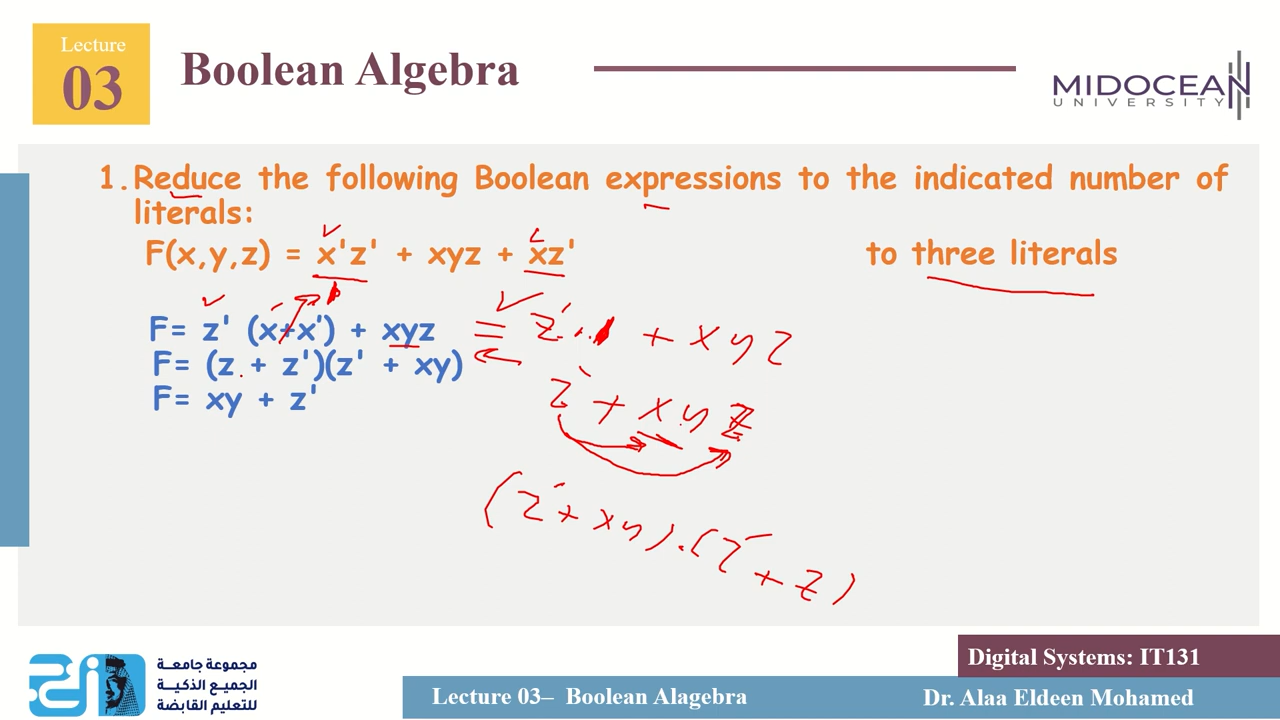 Lecture
03
Boolean Algebra
MIDOCEAN
UNIVERSITY
1. Reduce the following Boolean expressions to the indicated number of
literals:
F(x,y,z) = x'z' + xyz + xz' to three literals
F= z' (x+x') + xyz
F= (z + z')(z' + xy)
F= xy + z'
≡ z'.1 + xyz
z' + xyz
(z' + xy).(z' + z)
مجموعة جامعة
الجميع الذكية
للتعليم القابضة
Digital Systems: IT131
Lecture 03– Boolean Alagebra
Dr. Alaa Eldeen Mohamed